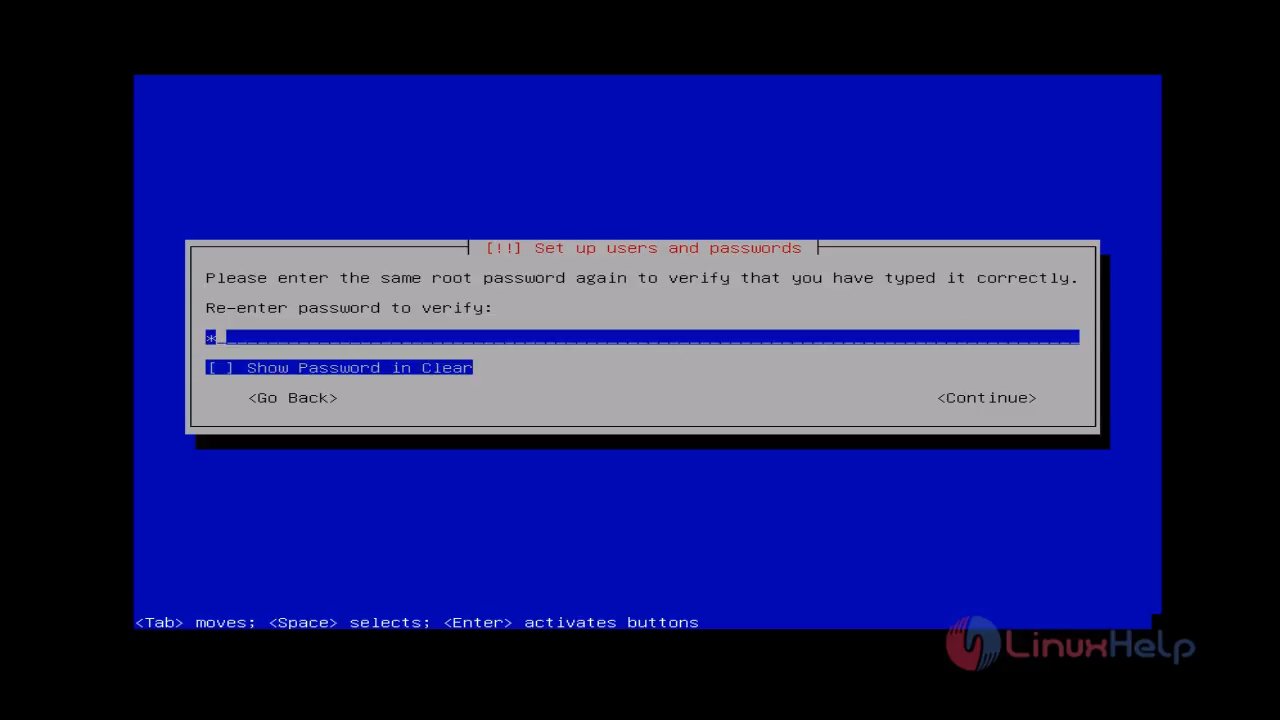 [!!] Set up users and passwords
Please enter the same root password again to verify that you have typed it correctly.
Re-enter password to verify:
*
[ ] Show Password in Clear
<Go Back> <Continue>
<Tab> moves; <Space> selects; <Enter> activates buttons
LinuxHelp